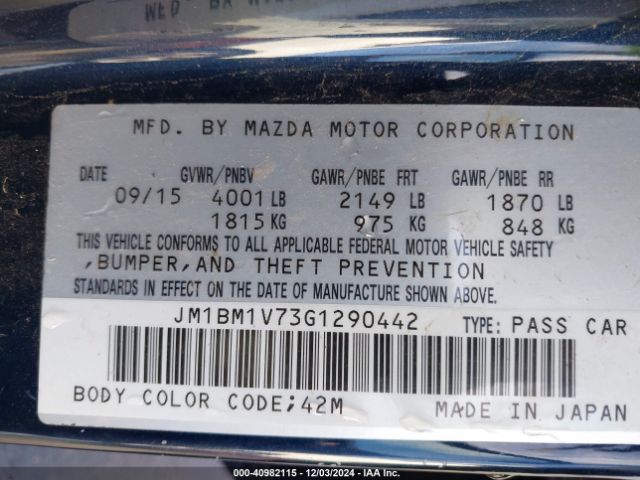 MFD. BY MAZDA MOTOR CORPORATION
DATE GVWR/PNBV GAWR/PNBE FRT GAWR/PNBE RR
09/15 4001 LB 2149 LB 1870 LB
1815 KG 975 KG 848 KG
THIS VEHICLE CONFORMS TO ALL APPLICABLE FEDERAL MOTOR VEHICLE SAFETY
,BUMPER,AND THEFT PREVENTION
STANDARDS IN EFFECT ON THE DATE OF MANUFACTURE SHOWN ABOVE.
JM1BM1V73G1290442 TYPE: PASS CAR
BODY COLOR CODE;42M MADE IN JAPAN
000-40982115 - 12/03/2024 - IAA Inc.